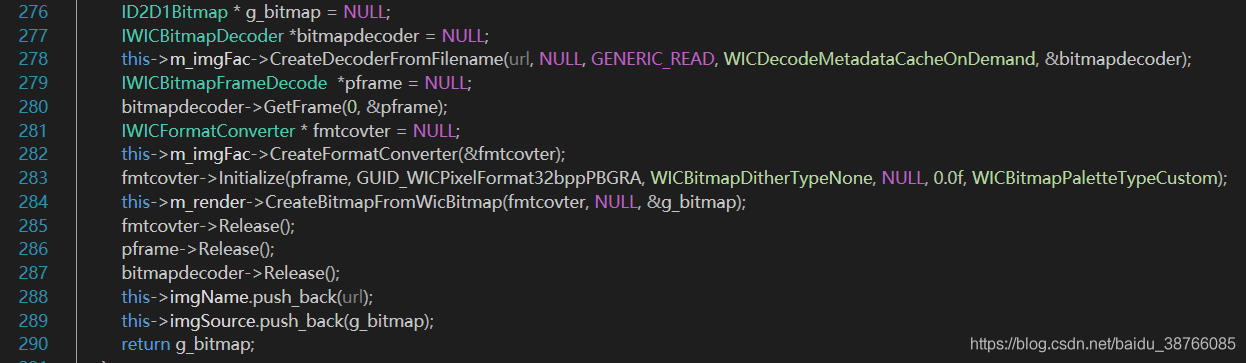 276 ID2D1Bitmap * g_bitmap = NULL;
277 IWICBitmapDecoder *bitmapdecoder = NULL;
278 this->m_imgFac->CreateDecoderFromFilename(url, NULL, GENERIC_READ, WICDecodeMetadataCacheOnDemand, &bitmapdecoder);
279 IWICBitmapFrameDecode  *pframe = NULL;
280 bitmapdecoder->GetFrame(0, &pframe);
281 IWICFormatConverter * fmtcovter = NULL;
282 this->m_imgFac->CreateFormatConverter(&fmtcovter);
283 fmtcovter->Initialize(pframe, GUID_WICPixelFormat32bppPBGRA, WICBitmapDitherTypeNone, NULL, 0.0f, WICBitmapPaletteTypeCustom);
284 this->m_render->CreateBitmapFromWicBitmap(fmtcovter, NULL, &g_bitmap);
285 fmtcovter->Release();
286 pframe->Release();
287 bitmapdecoder->Release();
288 this->imgName.push_back(url);
289 this->imgSource.push_back(g_bitmap);
290 return g_bitmap;
https://blog.csdn.net/baidu_38766085